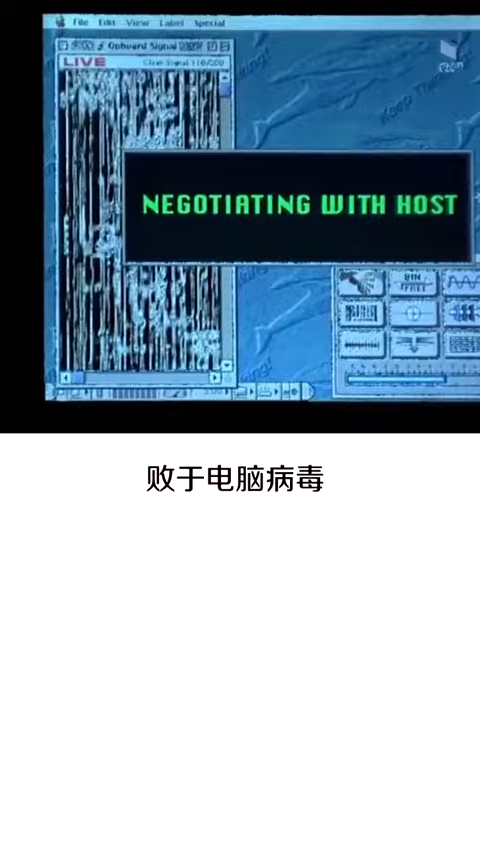 File Edit View Label Special
LIVE
NEGOTIATING WITH HOST
败于电脑病毒